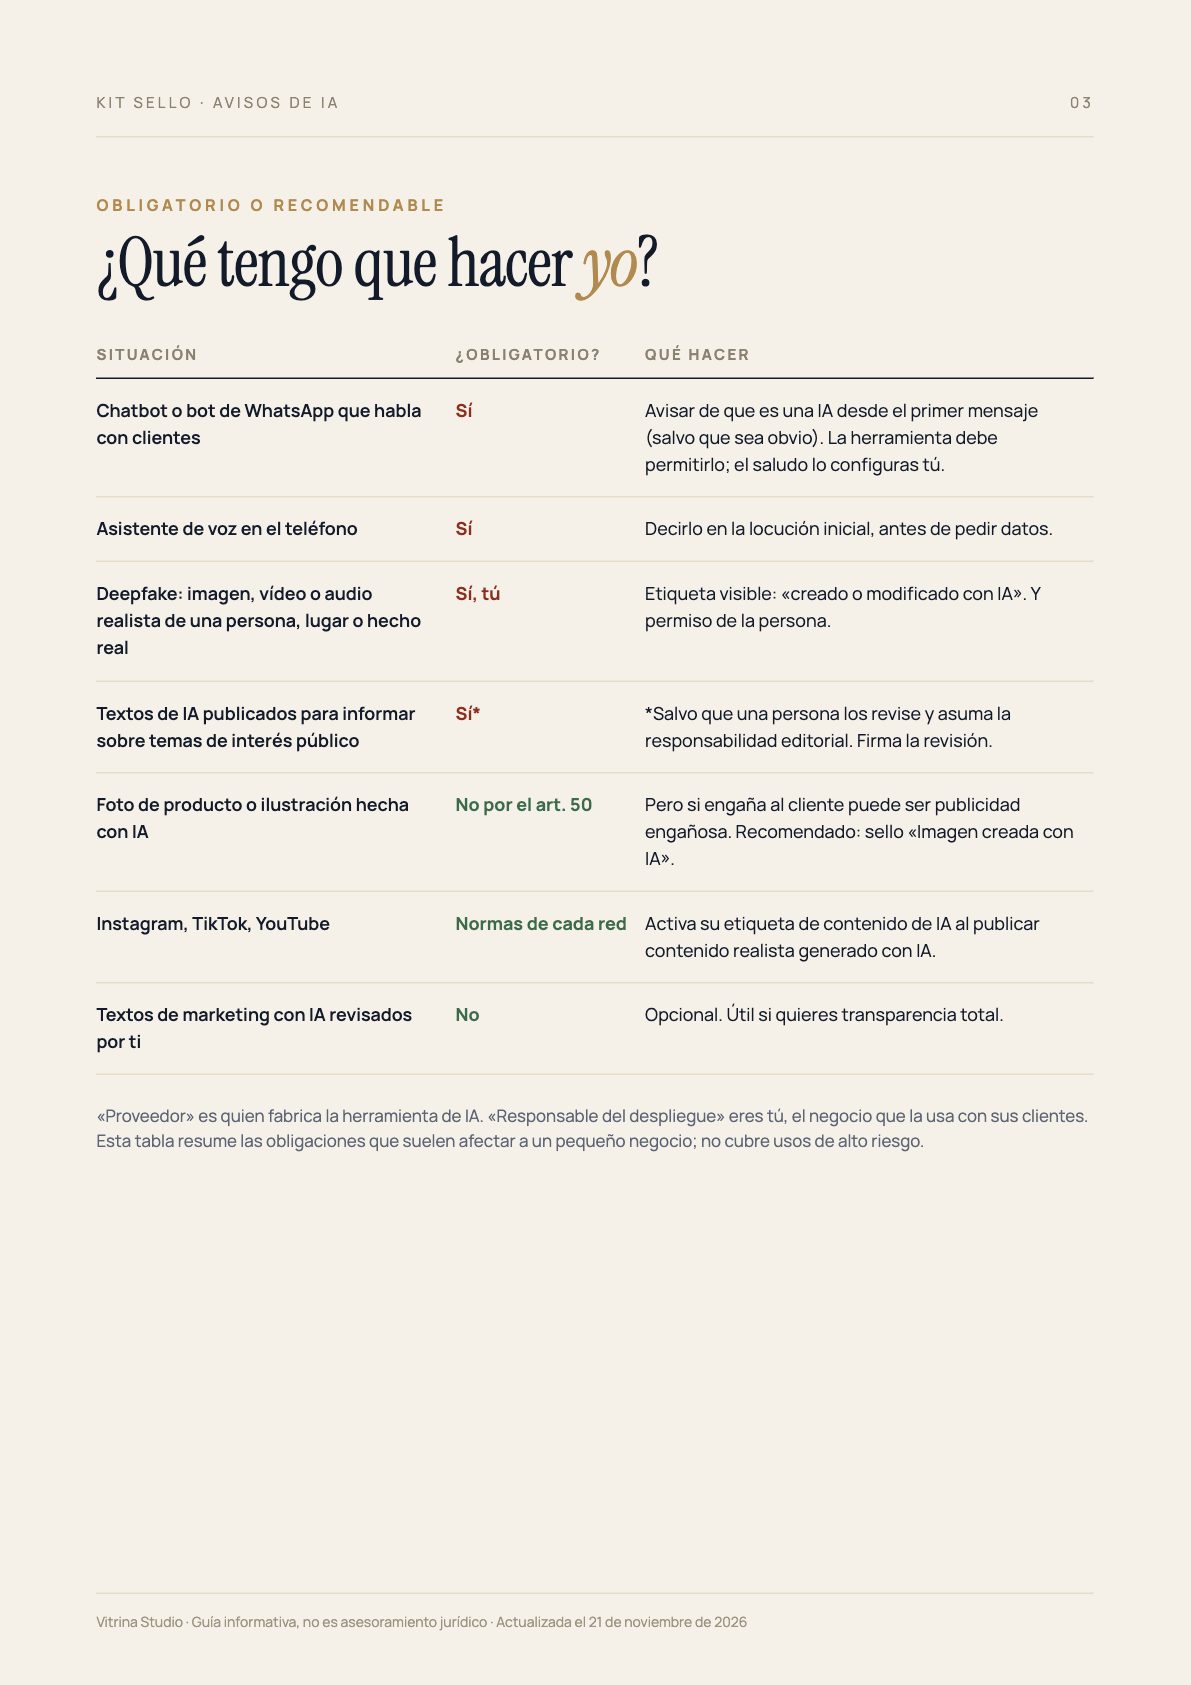 KIT SELLO · AVISOS DE IA
03
OBLIGATORIO O RECOMENDABLE
¿Qué tengo que hacer yo?
SITUACIÓN
¿OBLIGATORIO?
QUÉ HACER
Chatbot o bot de WhatsApp que habla
con clientes
Sí
Avisar de que es una IA desde el primer mensaje
(salvo que sea obvio). La herramienta debe
permitirlo; el saludo lo configuras tú.
Asistente de voz en el teléfono
Sí
Decirlo en la locución inicial, antes de pedir datos.
Deepfake: imagen, vídeo o audio
realista de una persona, lugar o hecho
real
Sí, tú
Etiqueta visible: «creado o modificado con IA». Y
permiso de la persona.
Textos de IA publicados para informar
sobre temas de interés público
Sí*
*Salvo que una persona los revise y asuma la
responsabilidad editorial. Firma la revisión.
Foto de producto o ilustración hecha
con IA
No por el art. 50
Pero si engaña al cliente puede ser publicidad
engañosa. Recomendado: sello «Imagen creada con
IA».
Instagram, TikTok, YouTube
Normas de cada red
Activa su etiqueta de contenido de IA al publicar
contenido realista generado con IA.
Textos de marketing con IA revisados
por ti
No
Opcional. Útil si quieres transparencia total.
«Proveedor» es quien fabrica la herramienta de IA. «Responsable del despliegue» eres tú, el negocio que la usa con sus clientes.
Esta tabla resume las obligaciones que suelen afectar a un pequeño negocio; no cubre usos de alto riesgo.
Vitrina Studio · Guía informativa, no es asesoramiento jurídico · Actualizada el 21 de noviembre de 2026